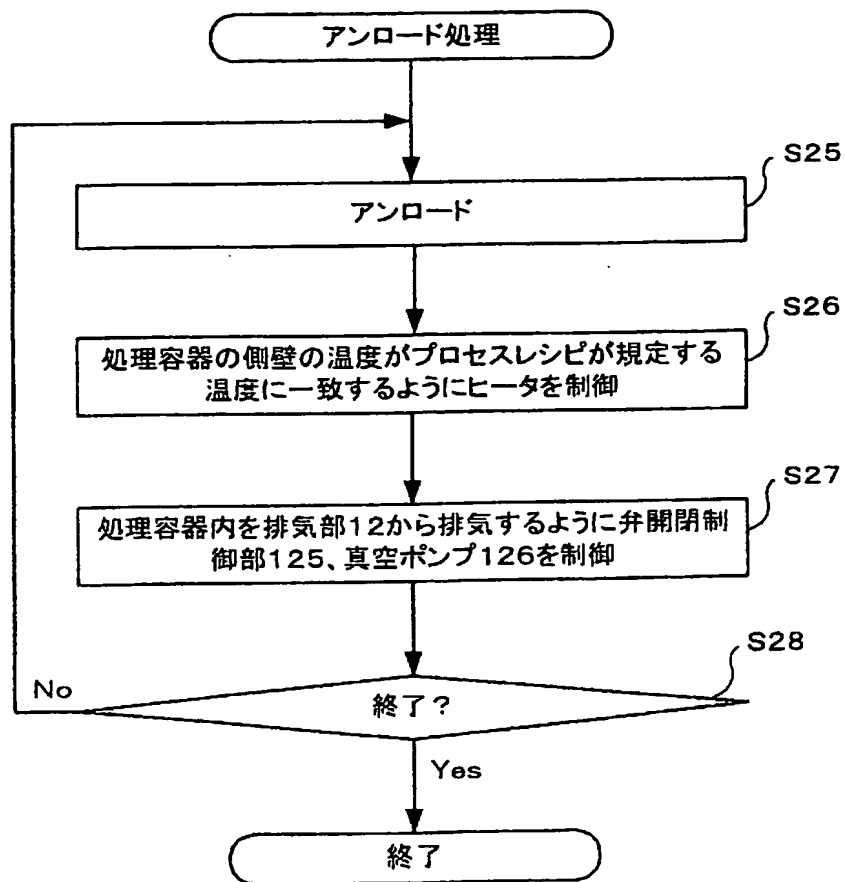 アンロード処理
S25
アンロード
S26
処理容器の側壁の温度がプロセスレシピが規定する
温度に一致するようにヒータを制御
S27
処理容器内を排気部12から排気するように弁開閉制
御部125、真空ポンプ126を制御
S28
No
終了？
Yes
終了